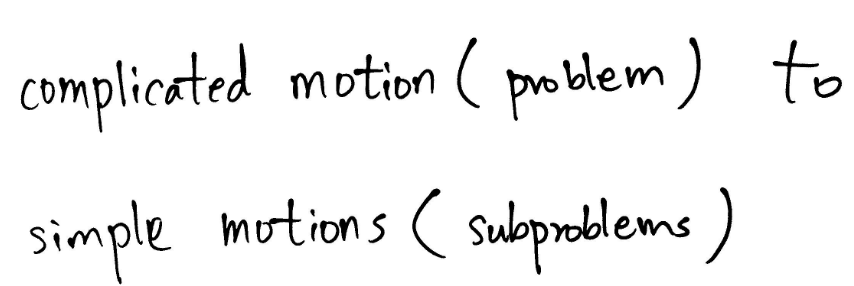 complicated motion ( problem ) to
simple motions ( subproblems )